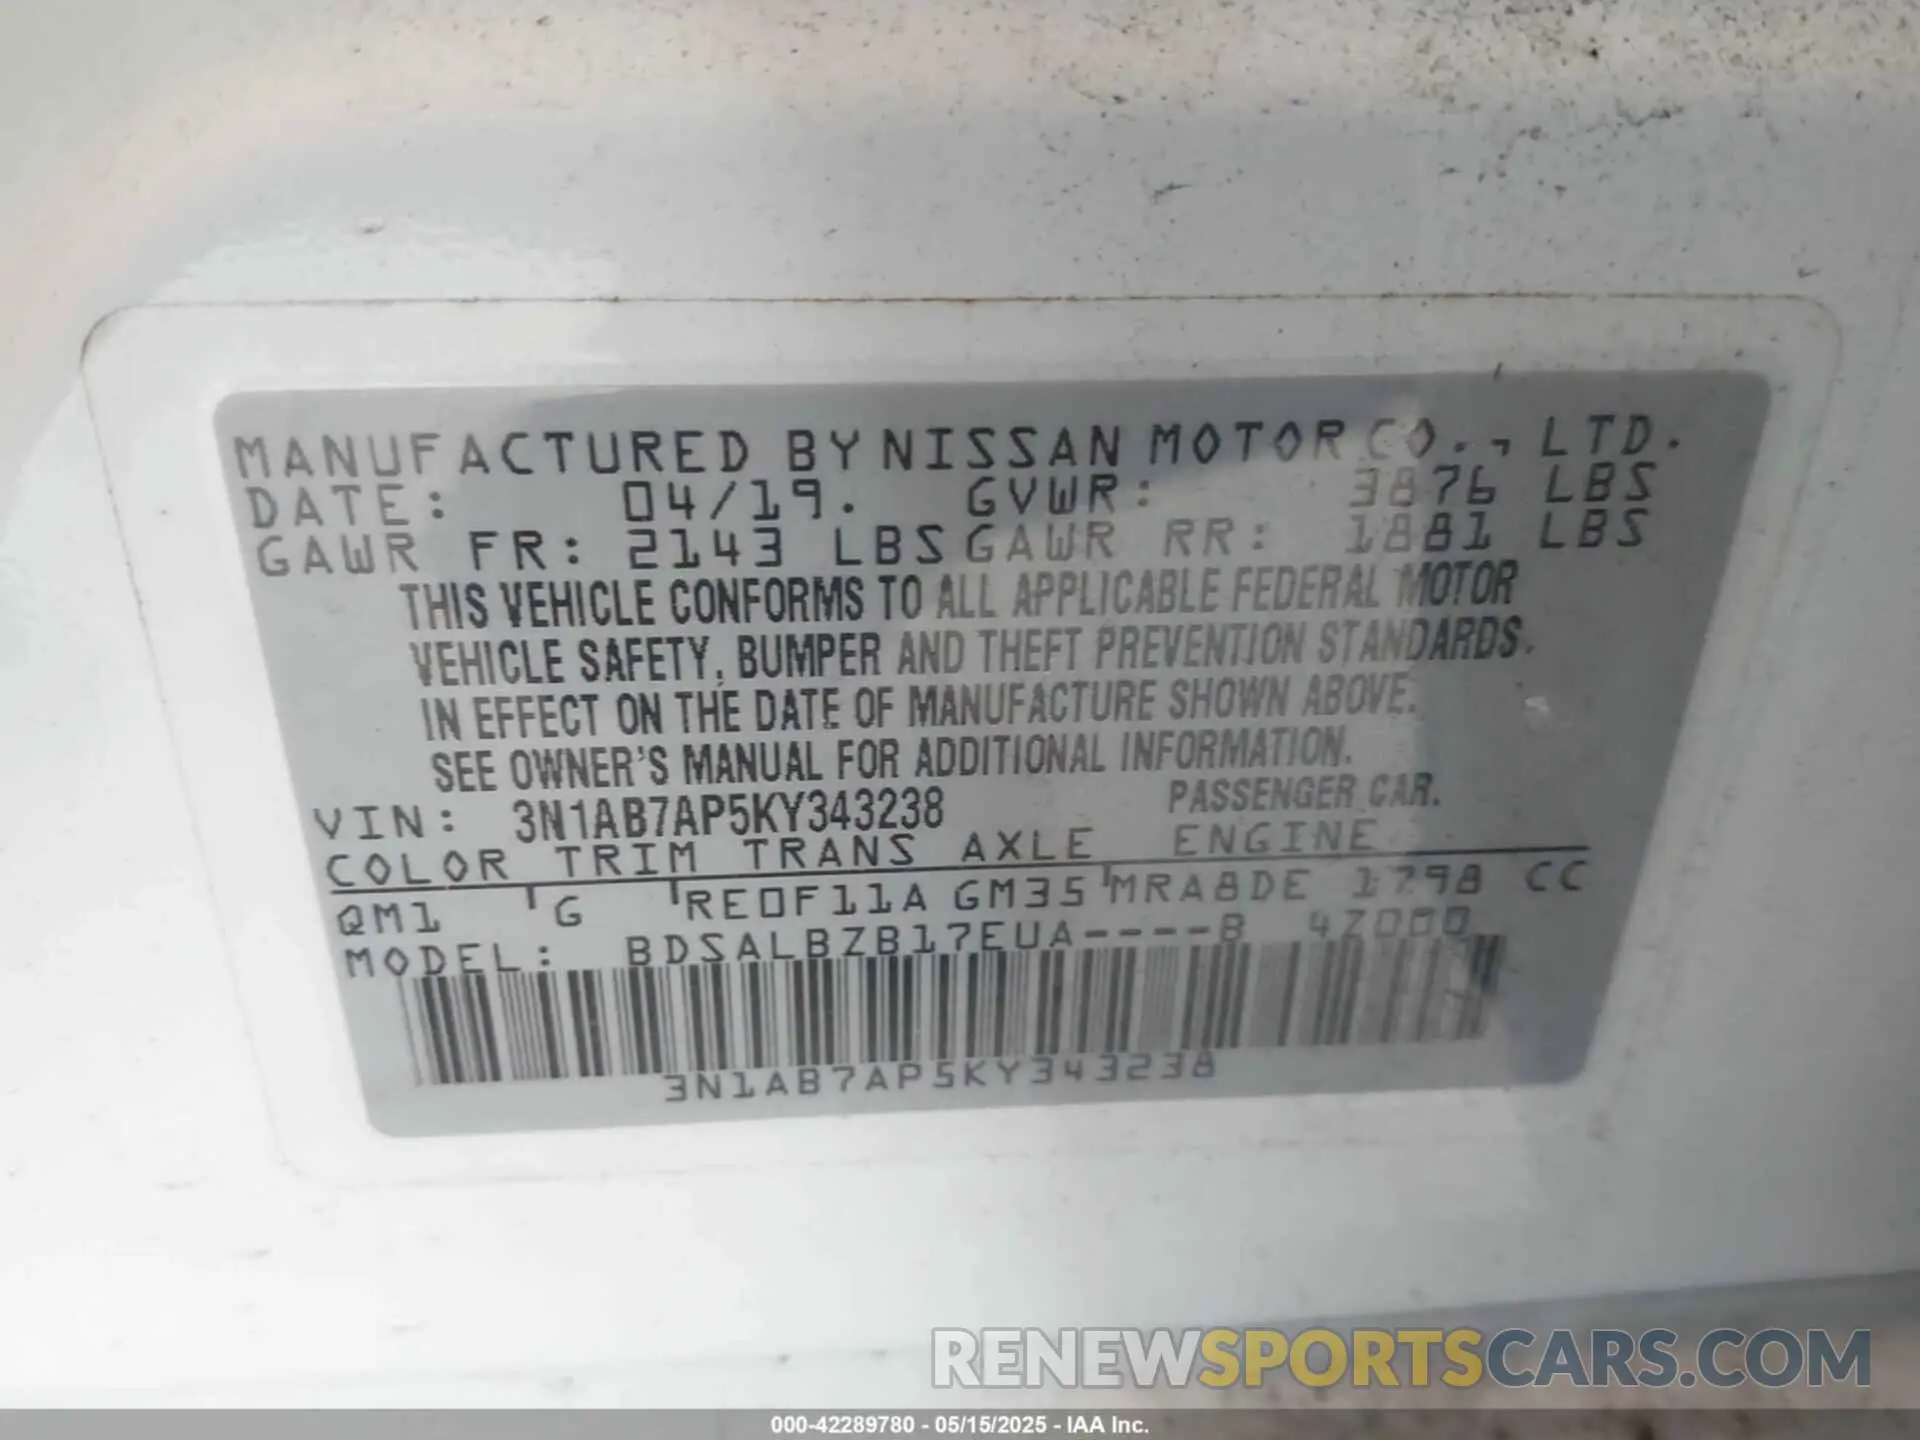 MANUFACTURED BY NISSAN MOTOR CO., LTD.
DATE: 04/19. GVWR: 3876 LBS
GAWR FR: 2143 LBS GAWR RR: 1881 LBS
THIS VEHICLE CONFORMS TO ALL APPLICABLE FEDERAL MOTOR
VEHICLE SAFETY, BUMPER AND THEFT PREVENTION STANDARDS.
IN EFFECT ON THE DATE OF MANUFACTURE SHOWN ABOVE.
SEE OWNER'S MANUAL FOR ADDITIONAL INFORMATION.
VIN: 3N1AB7AP5KY343238 PASSENGER CAR.
COLOR TRIM TRANS AXLE ENGINE
QM1 G RE0F11A GM35 MRA8DE 1798 CC
MODEL: BDSALBZB17EUA----B 4Z000
3N1AB7AP5KY343238
RENEWSPORTSCARS.COM
000-42289780 - 05/15/2025 - IAA Inc.